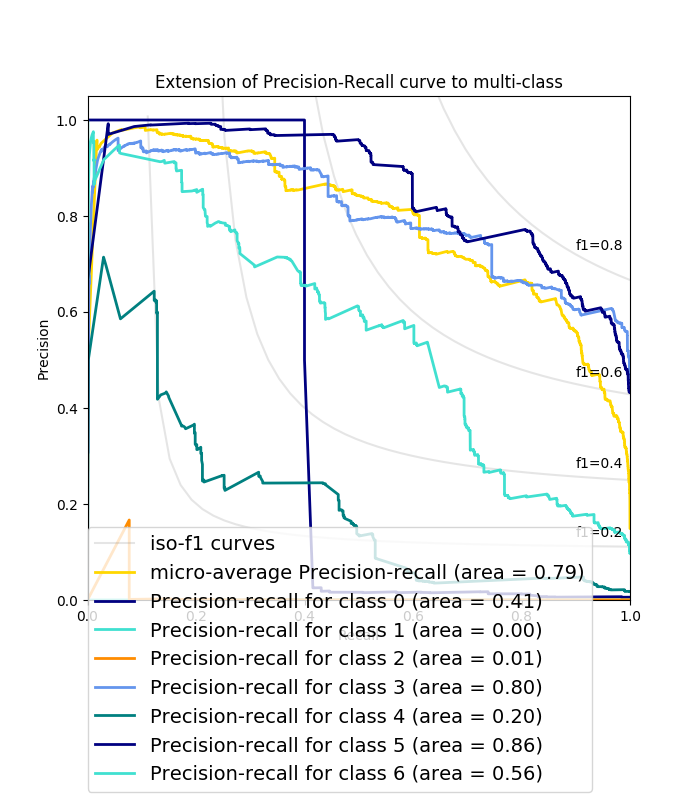 Extension of Precision-Recall curve to multi-class
1.0
0.8
0.6
0.4
0.2
0.0
Precision
f1=0.8
f1=0.6
f1=0.4
f1=0.2
0.0
0.2
0.4
0.6
0.8
1.0
Recall
iso-f1 curves
micro-average Precision-recall (area = 0.79)
Precision-recall for class 0 (area = 0.41)
Precision-recall for class 1 (area = 0.00)
Precision-recall for class 2 (area = 0.01)
Precision-recall for class 3 (area = 0.80)
Precision-recall for class 4 (area = 0.20)
Precision-recall for class 5 (area = 0.86)
Precision-recall for class 6 (area = 0.56)